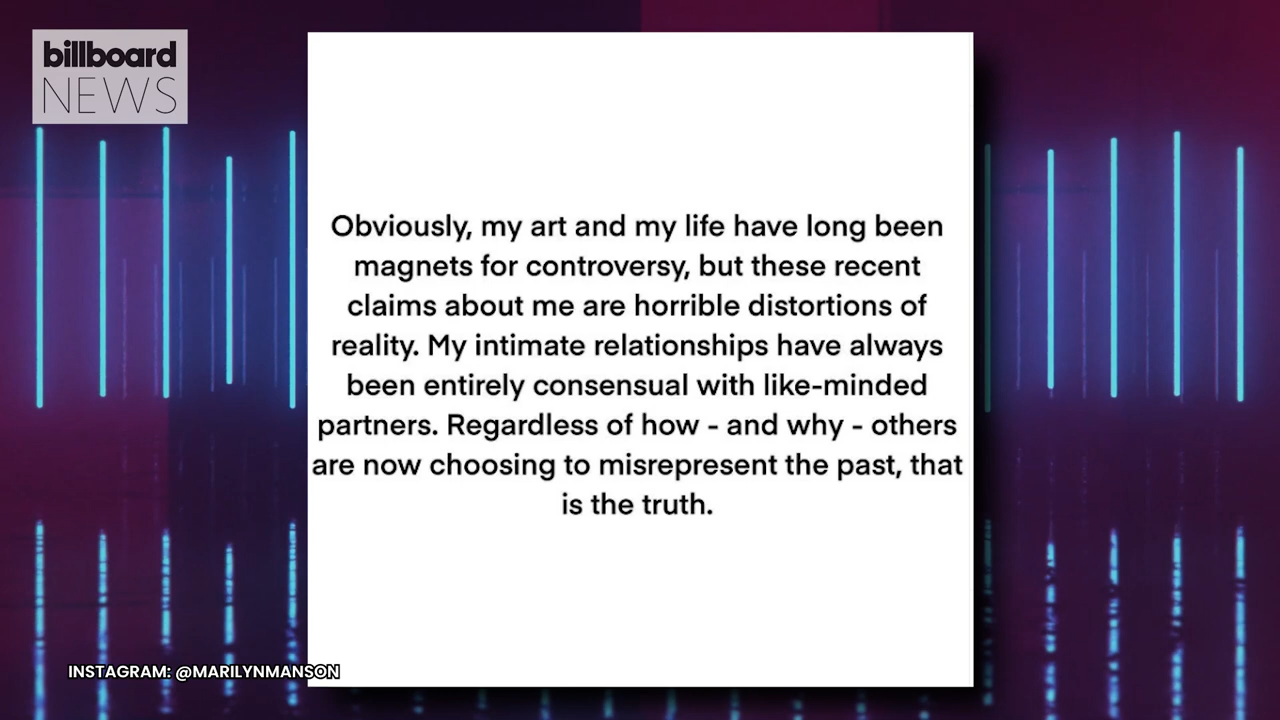 billboard
NEWS
Obviously, my art and my life have long been
magnets for controversy, but these recent
claims about me are horrible distortions of
reality. My intimate relationships have always
been entirely consensual with like-minded
partners. Regardless of how - and why - others
are now choosing to misrepresent the past, that
is the truth.
INSTAGRAM: @MARILYNMANSON